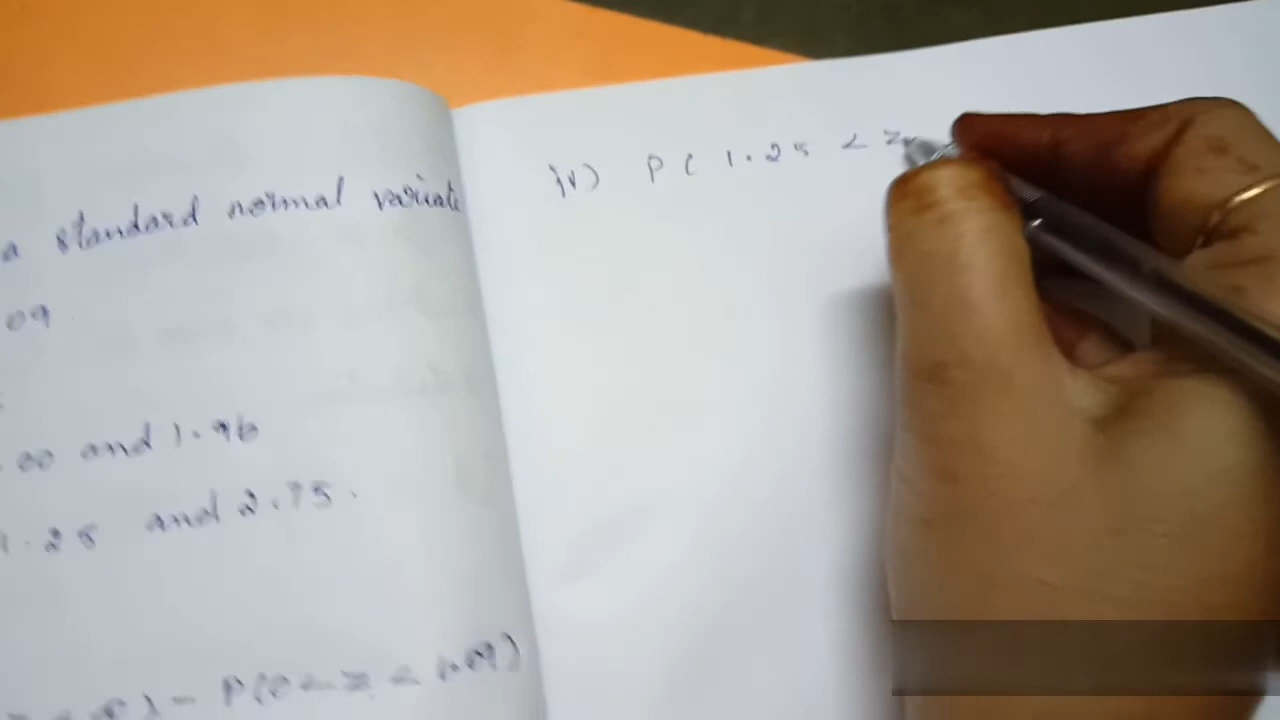 a standard normal variate
09
.00 and 1.96
1.25 and 2.75.
) - P(0 < z < 1.09)
iv) P( 1.25 < z